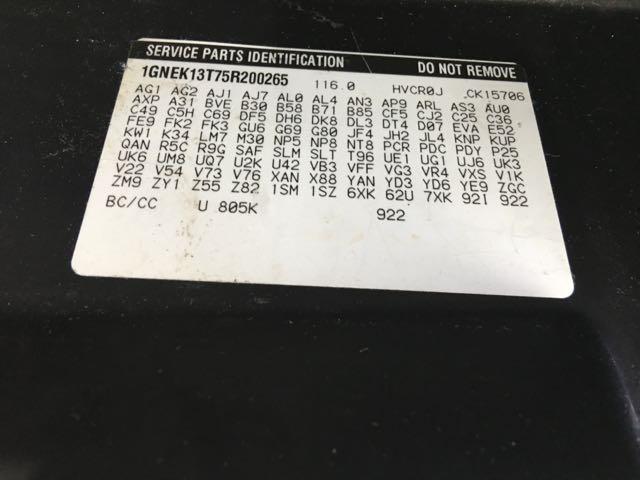 SERVICE PARTS IDENTIFICATION DO NOT REMOVE
1GNEK13T75R200265 116.0 HVCR0J CK15706
AG1 AG2 AJ1 AJ7 AL0 AL4 AN3 AP9 ARL AS3 AU0
AXP A31 BVE B30 B58 B71 B85 CF5 CJ2 C25 C36
C49 C5H C69 DF5 DH6 DK8 DL3 DT4 D07 EVA E52
FE9 FK2 FK3 GU6 G69 G80 JF4 JH2 JL4 KNP KUP
KW1 K34 LM7 M30 NP5 NP8 NT8 PCR PDC PDY P25
QAN R5C R9G SAF SLM SLT T96 UE1 UG1 UJ6 UK3
UK6 UM8 UQ7 U2K U42 VB3 VFF VG3 VR4 VXS V1K
V22 V54 V73 V76 XAN X88 YAN YD3 YD6 YE9 ZGC
ZM9 ZY1 Z55 Z82 1SM 1SZ 6XK 62U 7XK 92I 922
BC/CC U 805K 922